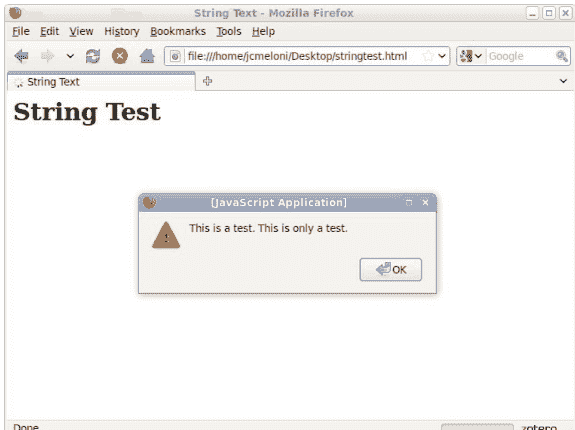 String Text - Mozilla Firefox
File Edit View History Bookmarks Tools Help
file:///home/jcmeloni/Desktop/stringtest.html Google
String Text
String Test
[JavaScript Application]
This is a test. This is only a test.
OK
Done zotero